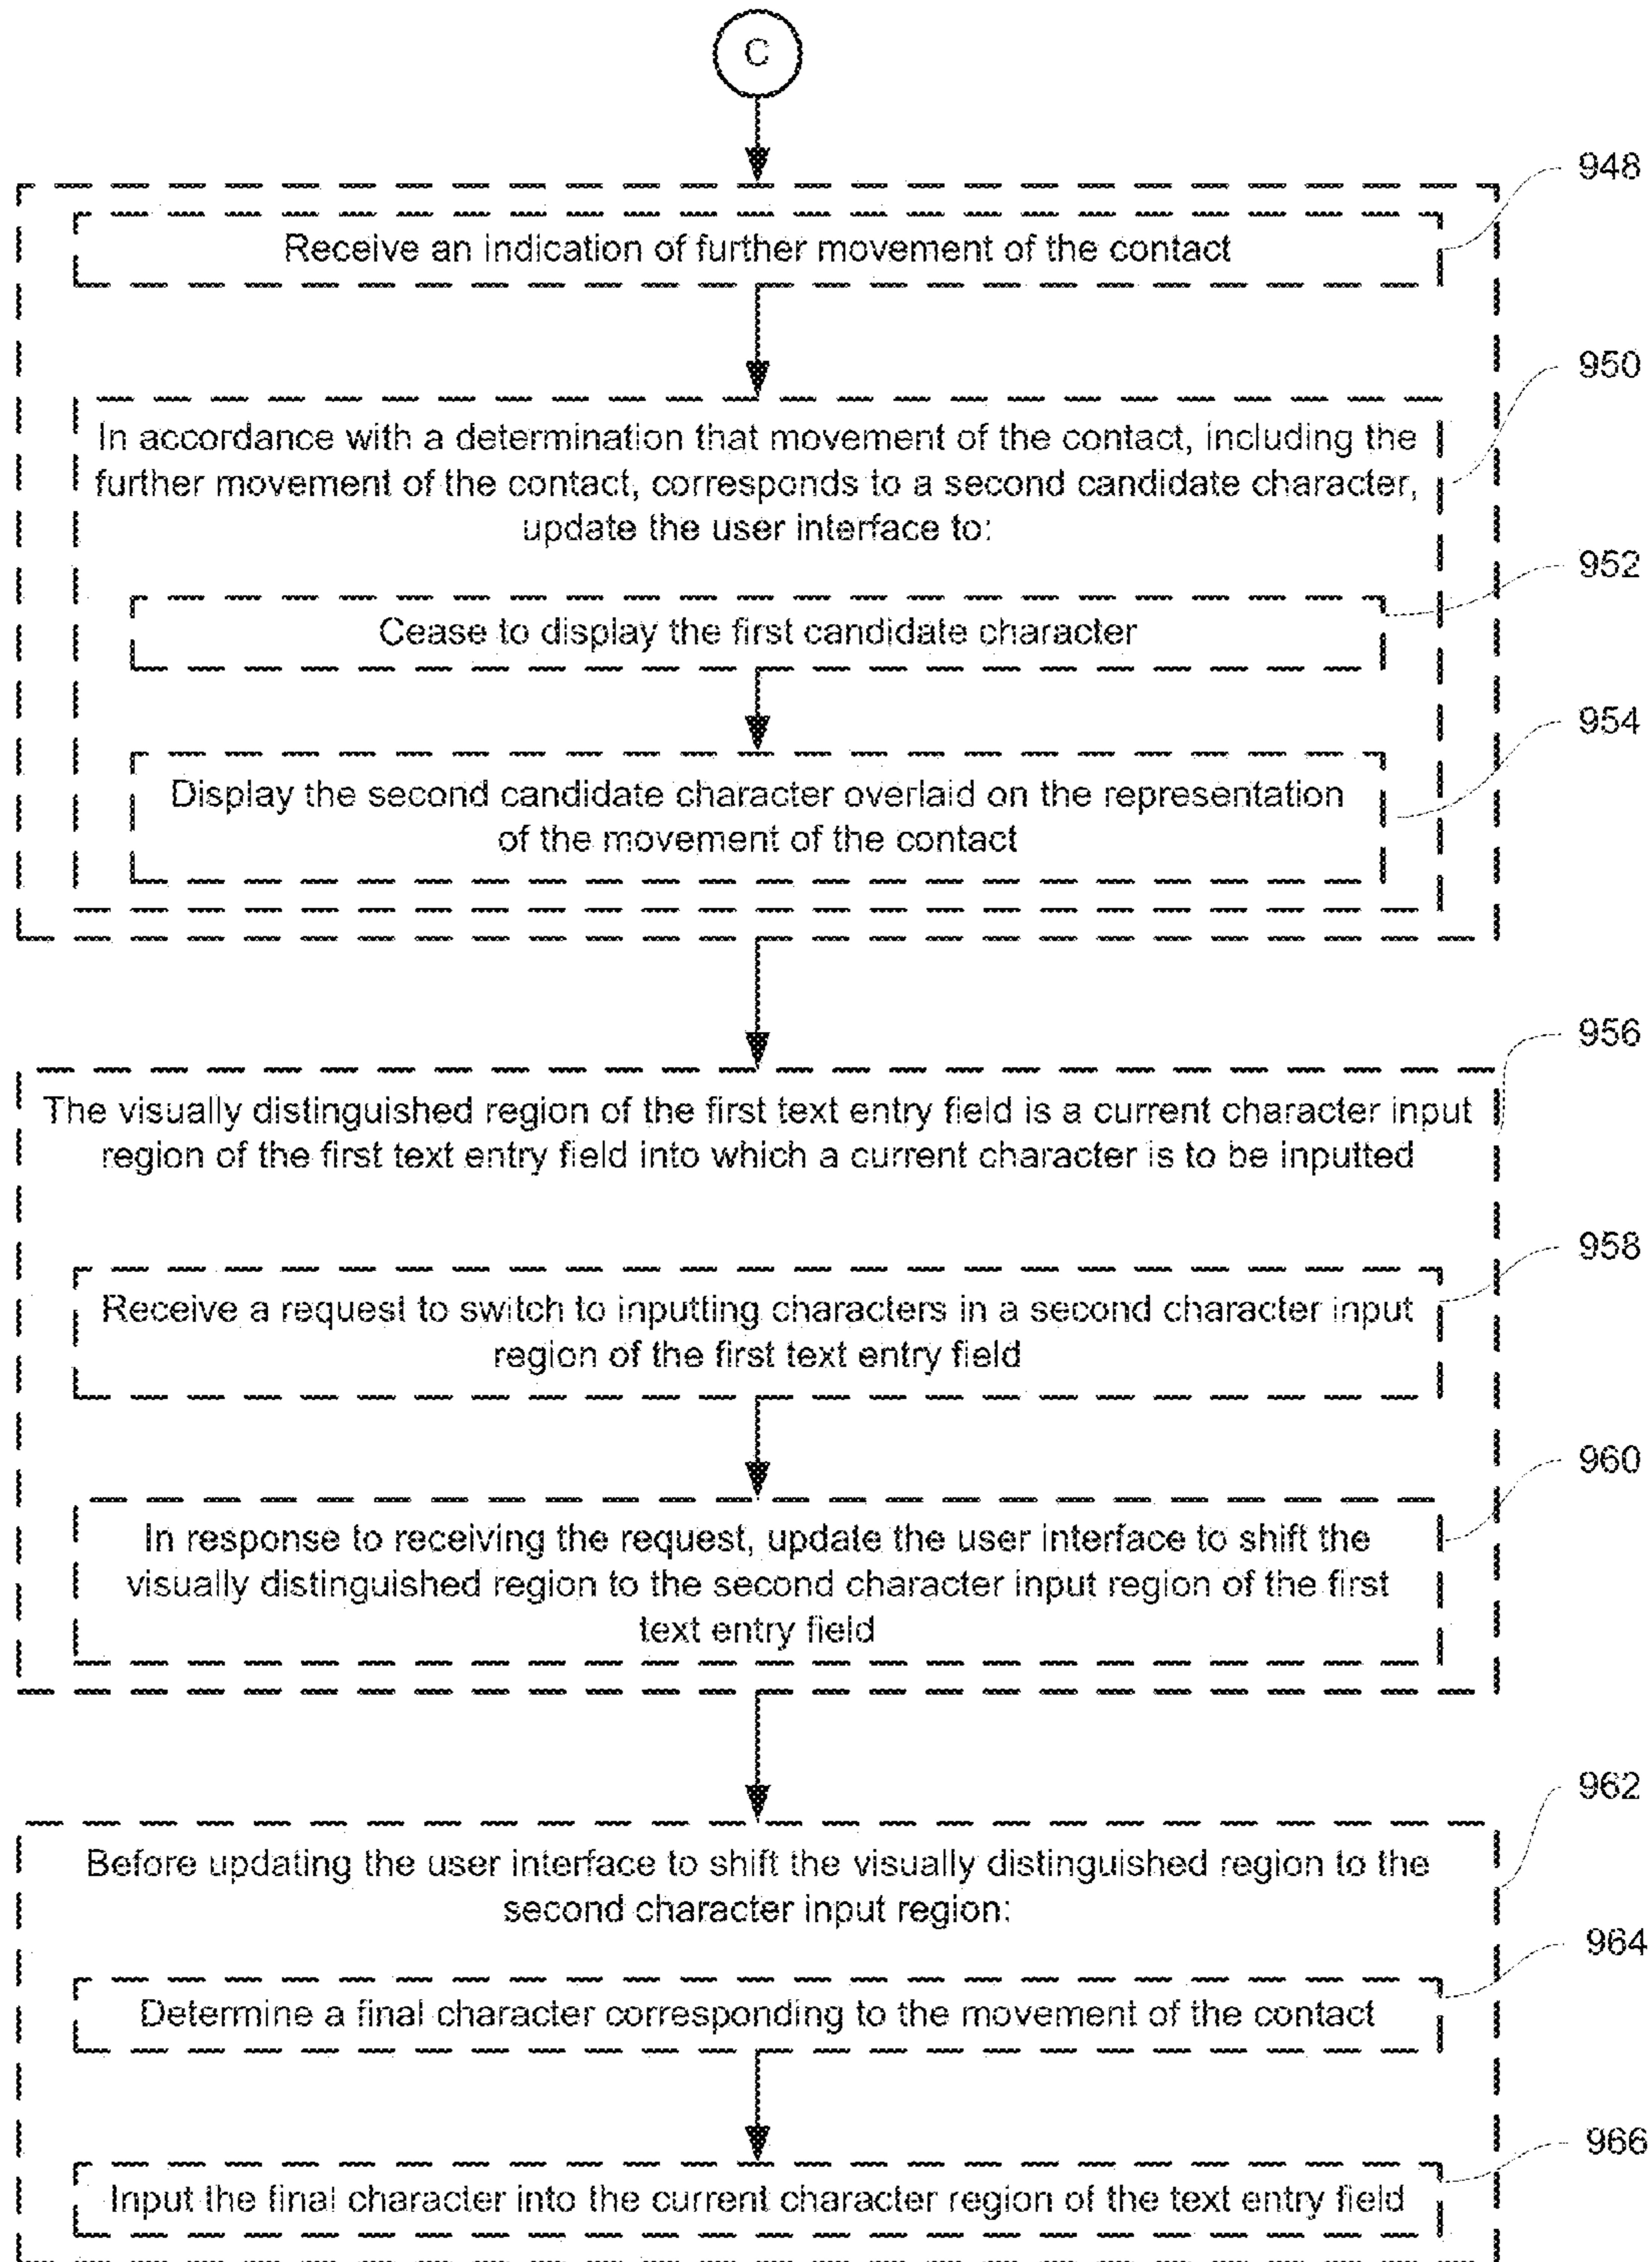 C
948
Receive an indication of further movement of the contact
950
In accordance with a determination that movement of the contact, including the
further movement of the contact, corresponds to a second candidate character,
update the user interface to:
952
Cease to display the first candidate character
954
Display the second candidate character overlaid on the representation
of the movement of the contact
956
The visually distinguished region of the first text entry field is a current character input
region of the first text entry field into which a current character is to be inputted
958
Receive a request to switch to inputting characters in a second character input
region of the first text entry field
960
In response to receiving the request, update the user interface to shift the
visually distinguished region to the second character input region of the first
text entry field
962
Before updating the user interface to shift the visually distinguished region to the
second character input region:
964
Determine a final character corresponding to the movement of the contact
966
Input the final character into the current character region of the text entry field